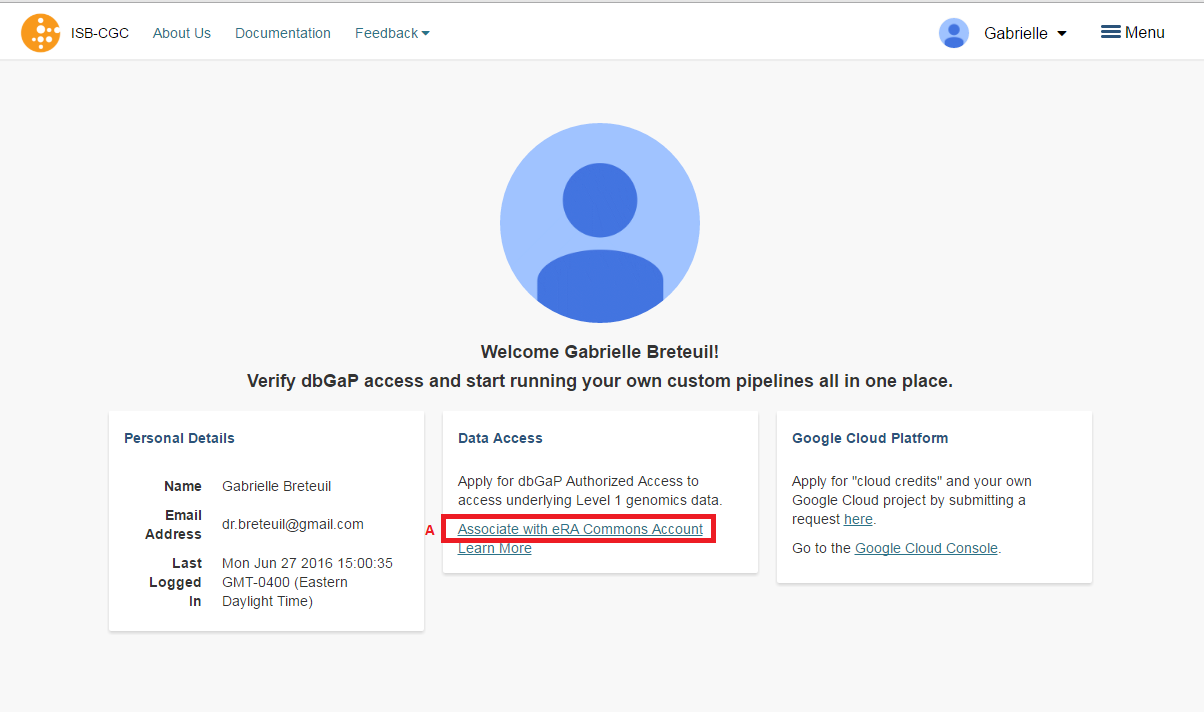 ISB-CGC About Us Documentation Feedback Gabrielle Menu
Welcome Gabrielle Breteuil!
Verify dbGaP access and start running your own custom pipelines all in one place.
Personal Details
Name Gabrielle Breteuil
Email Address dr.breteuil@gmail.com
Last Mon Jun 27 2016 15:00:35
Logged GMT-0400 (Eastern
In Daylight Time)
Data Access
Apply for dbGaP Authorized Access to
access underlying Level 1 genomics data.
A Associate with eRA Commons Account
Learn More
Google Cloud Platform
Apply for "cloud credits" and your own
Google Cloud project by submitting a
request here.
Go to the Google Cloud Console.